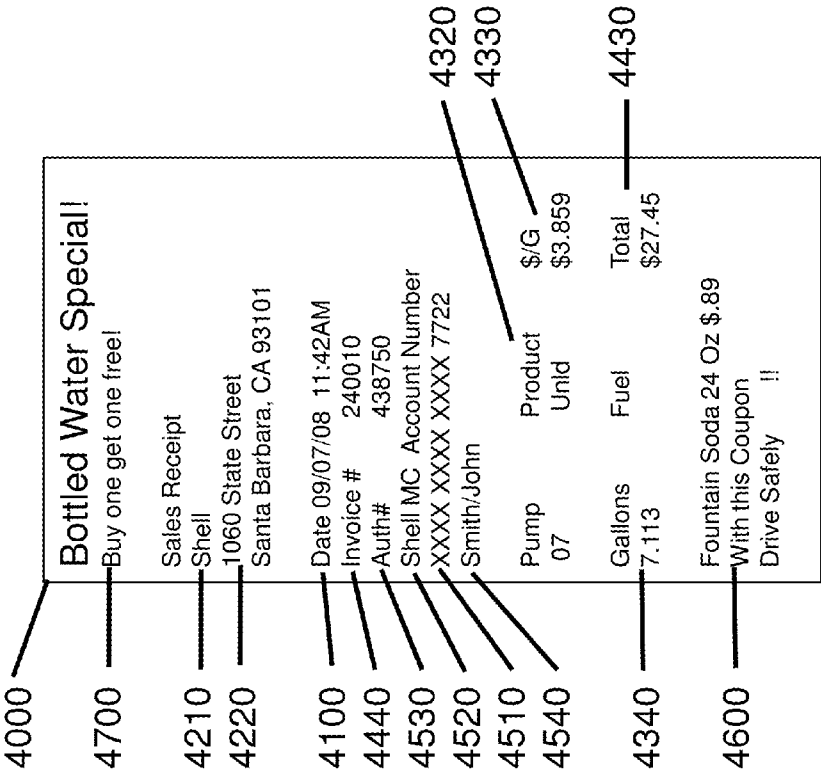 4000
Bottled Water Special!
4700
Buy one get one free!
Sales Receipt
4210
Shell
4220
1060 State Street
Santa Barbara, CA 93101
4100
Date 09/07/08 11:42AM
4440
Invoice # 240010
4530
Auth# 438750
4520
Shell MC Account Number
4510
XXXX XXXX XXXX XXXX 7722
4540
Smith/John
4320
4330
Pump Product $/G
07 Unld $3.859
Gallons Fuel Total
4430
4340
7.113 $27.45
Fountain Soda 24 Oz $.89
4600
With this Coupon
Drive Safely !!